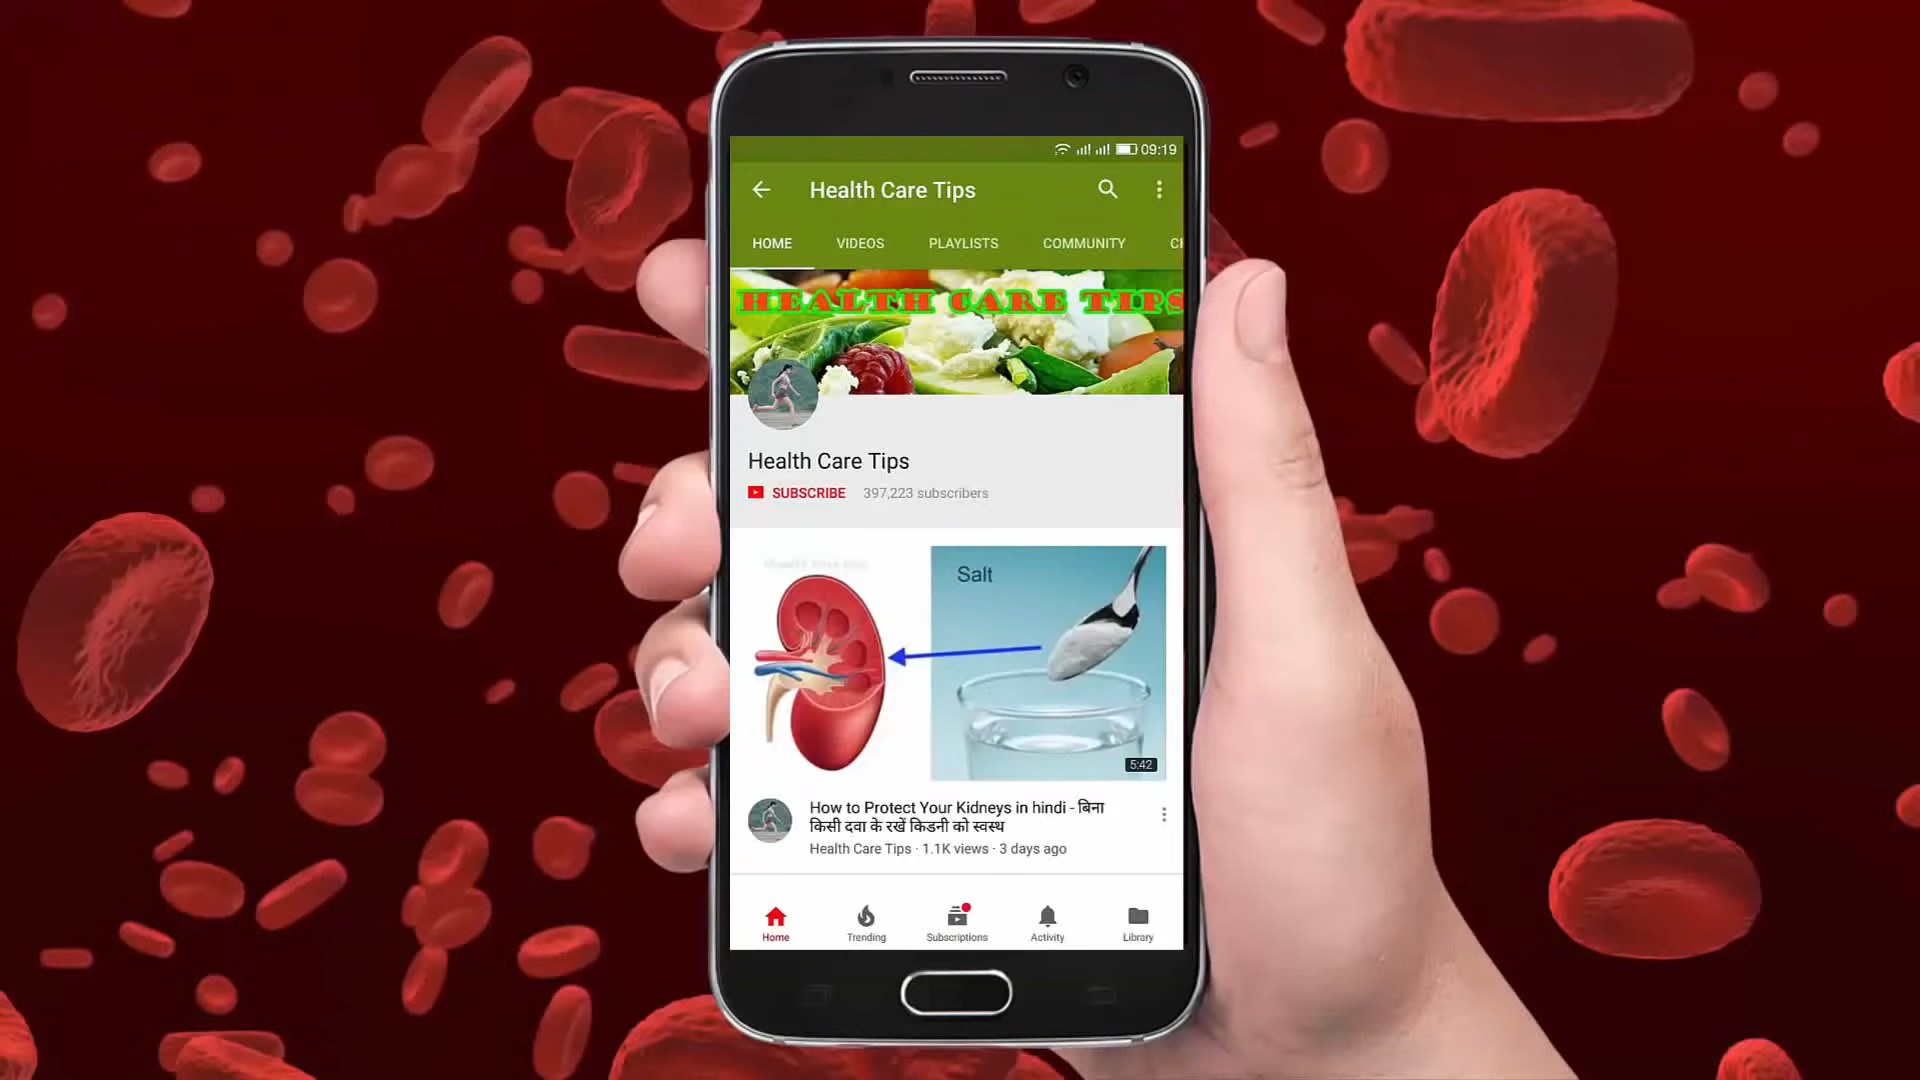 09:19
Health Care Tips
HOME VIDEOS PLAYLISTS COMMUNITY
HEALTH CARE TIPS
Health Care Tips
SUBSCRIBE 397,223 subscribers
Salt
5:42
How to Protect Your Kidneys in hindi - बिना
किसी दवा के रखें किडनी को स्वस्थ
Health Care Tips · 1.1K views · 3 days ago
Home Trending Subscriptions Activity Library